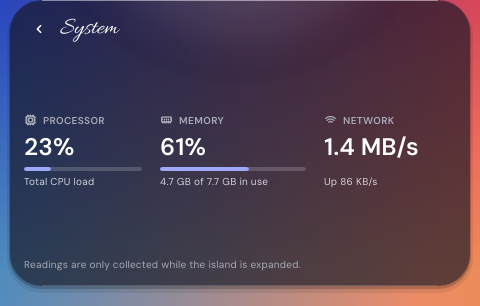 System
PROCESSOR
23%
Total CPU load
MEMORY
61%
4.7 GB of 7.7 GB in use
NETWORK
1.4 MB/s
Up 86 KB/s
Readings are only collected while the island is expanded.